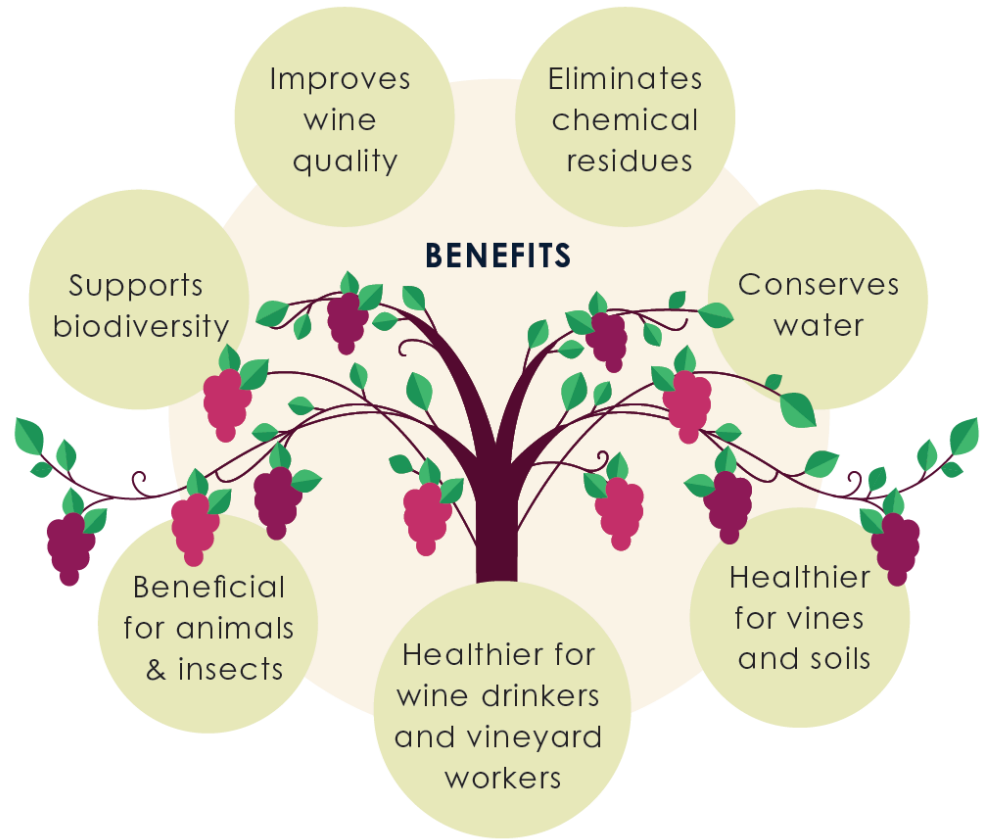 Improves
wine
quality
Eliminates
chemical
residues
BENEFITS
Supports
biodiversity
Conserves
water
Beneficial
for animals
& insects
Healthier for
wine drinkers
and vineyard
workers
Healthier
for vines
and soils